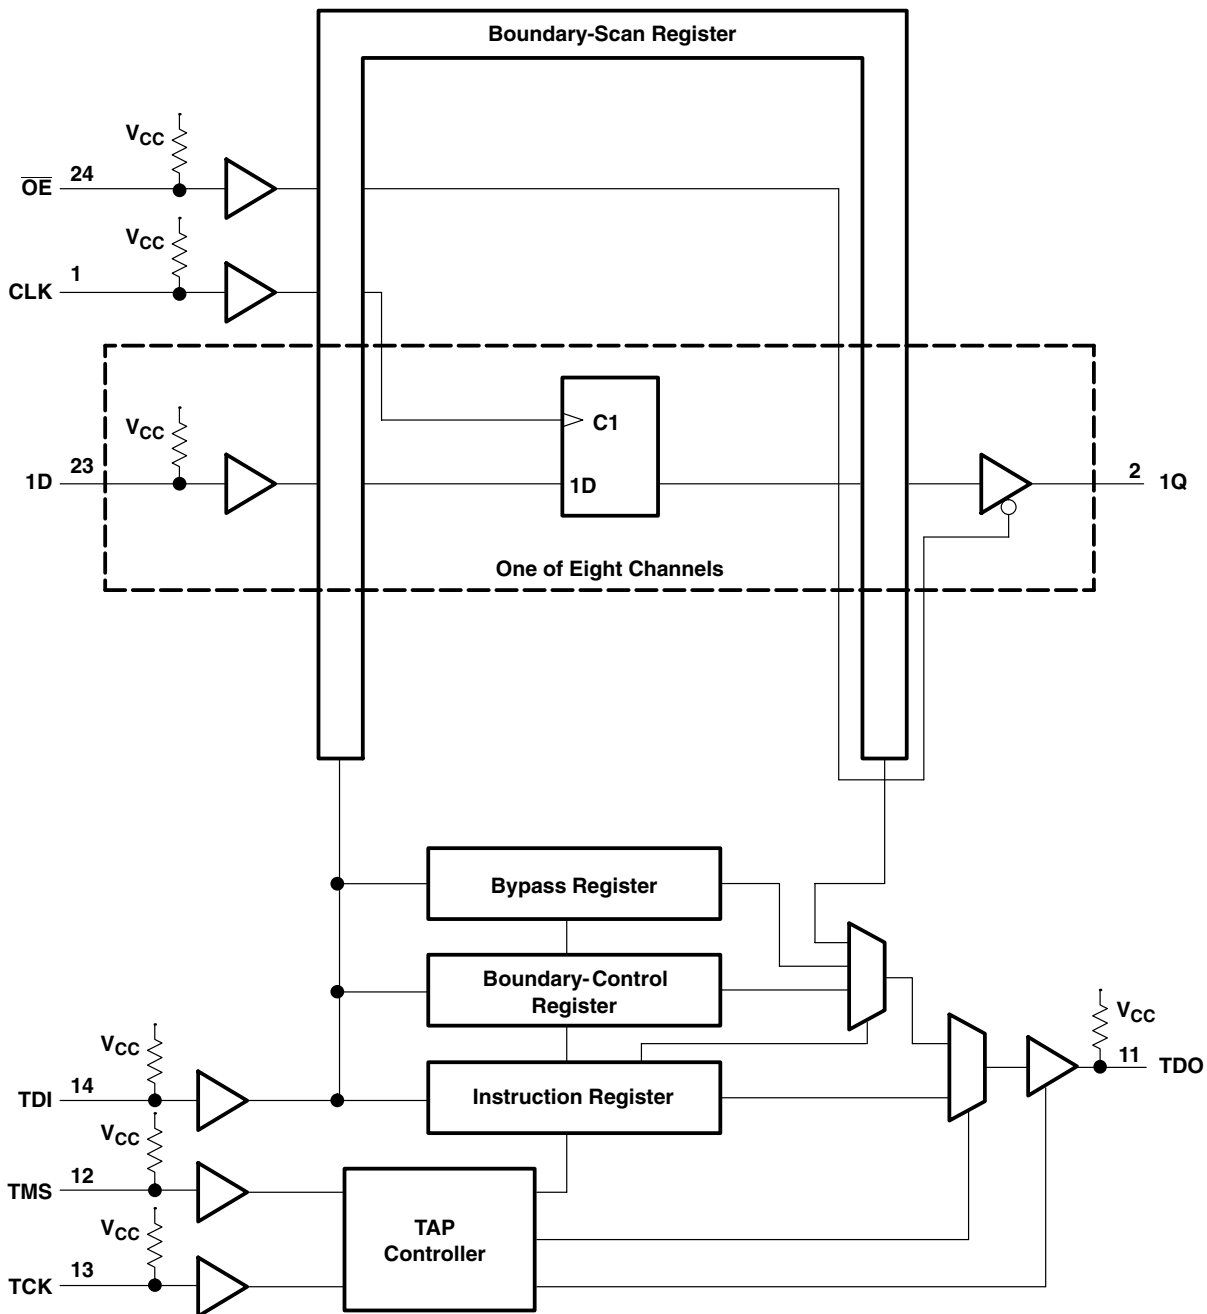 Boundary-Scan Register
VCC
OE 24
VCC
CLK 1
C1
VCC
1D 23
1D
2 1Q
One of Eight Channels
Bypass Register
Boundary-Control
Register
VCC
VCC
TDI 14
Instruction Register
11 TDO
VCC
TMS 12
TAP
Controller
VCC
TCK 13